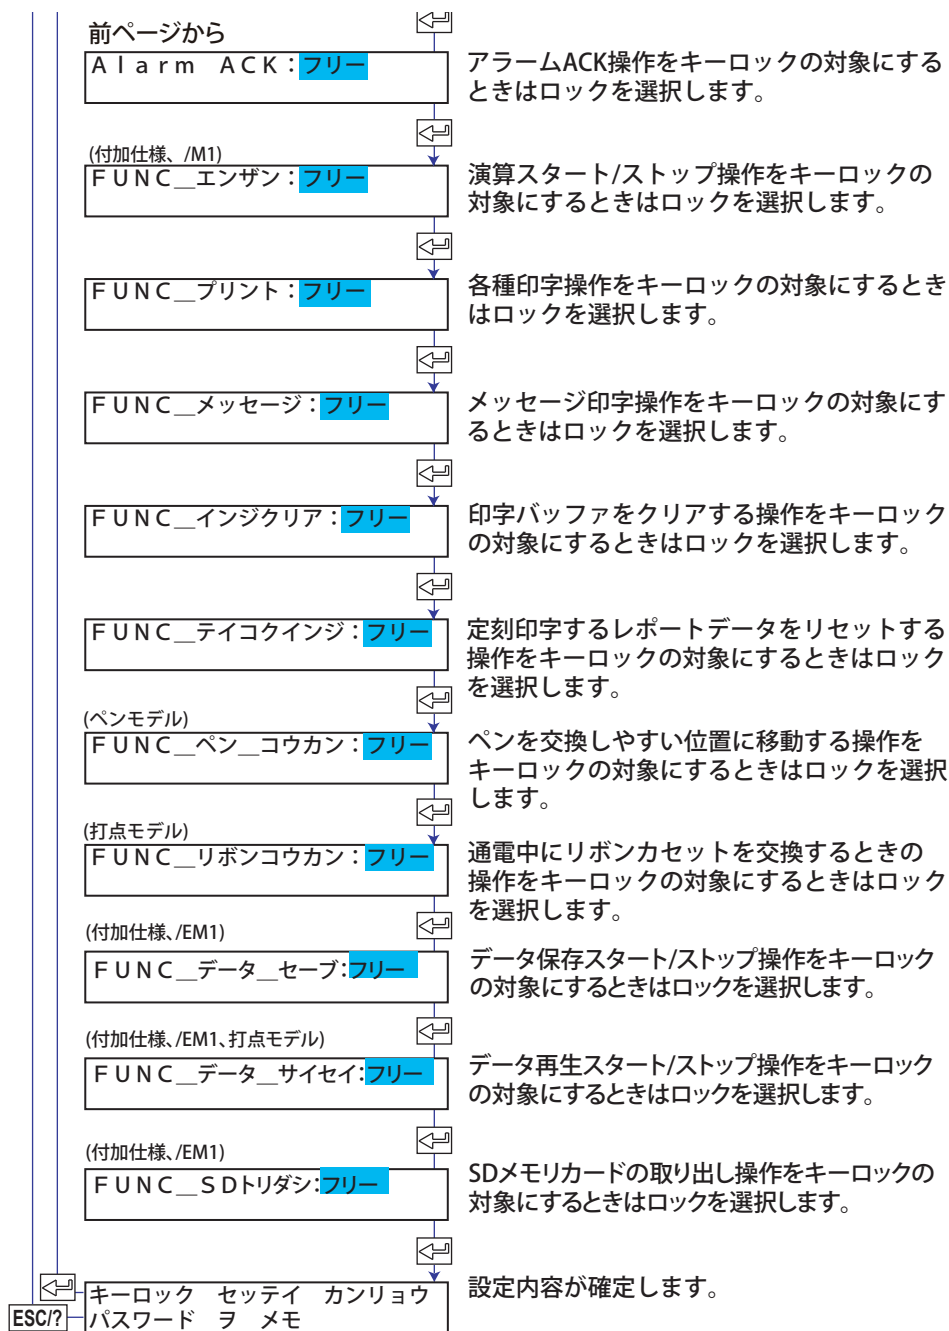 前ページから
Ａｌａｒｍ　ＡＣＫ：フリー
アラームACK操作をキーロックの対象にする
ときはロックを選択します。
(付加仕様、/M1)
ＦＵＮＣ＿エンザン：フリー
演算スタート/ストップ操作をキーロックの
対象にするときはロックを選択します。
ＦＵＮＣ＿プリント：フリー
各種印字操作をキーロックの対象にするとき
はロックを選択します。
ＦＵＮＣ＿メッセージ：フリー
メッセージ印字操作をキーロックの対象にす
るときはロックを選択します。
ＦＵＮＣ＿インジクリア：フリー
印字バッファをクリアする操作をキーロック
の対象にするときはロックを選択します。
ＦＵＮＣ＿テイコクインジ：フリー
定刻印字するレポートデータをリセットする
操作をキーロックの対象にするときはロック
を選択します。
(ペンモデル)
ＦＵＮＣ＿ペン＿コウカン：フリー
ペンを交換しやすい位置に移動する操作を
キーロックの対象にするときはロックを選択
します。
(打点モデル)
ＦＵＮＣ＿リボンコウカン：フリー
通電中にリボンカセットを交換するときの
操作をキーロックの対象にするときはロック
を選択します。
(付加仕様、/EM1)
ＦＵＮＣ＿データ＿セーブ:フリー
データ保存スタート/ストップ操作をキーロック
の対象にするときはロックを選択します。
(付加仕様、/EM1、打点モデル)
ＦＵＮＣ＿データ＿サイセイ:フリー
データ再生スタート/ストップ操作をキーロック
の対象にするときはロックを選択します。
(付加仕様、/EM1)
ＦＵＮＣ＿ＳＤトリダシ:フリー
SDメモリカードの取り出し操作をキーロックの
対象にするときはロックを選択します。
キーロック　セッテイ　カンリョウ
設定内容が確定します。
ESC/?
パスワード　ヲ　メモ